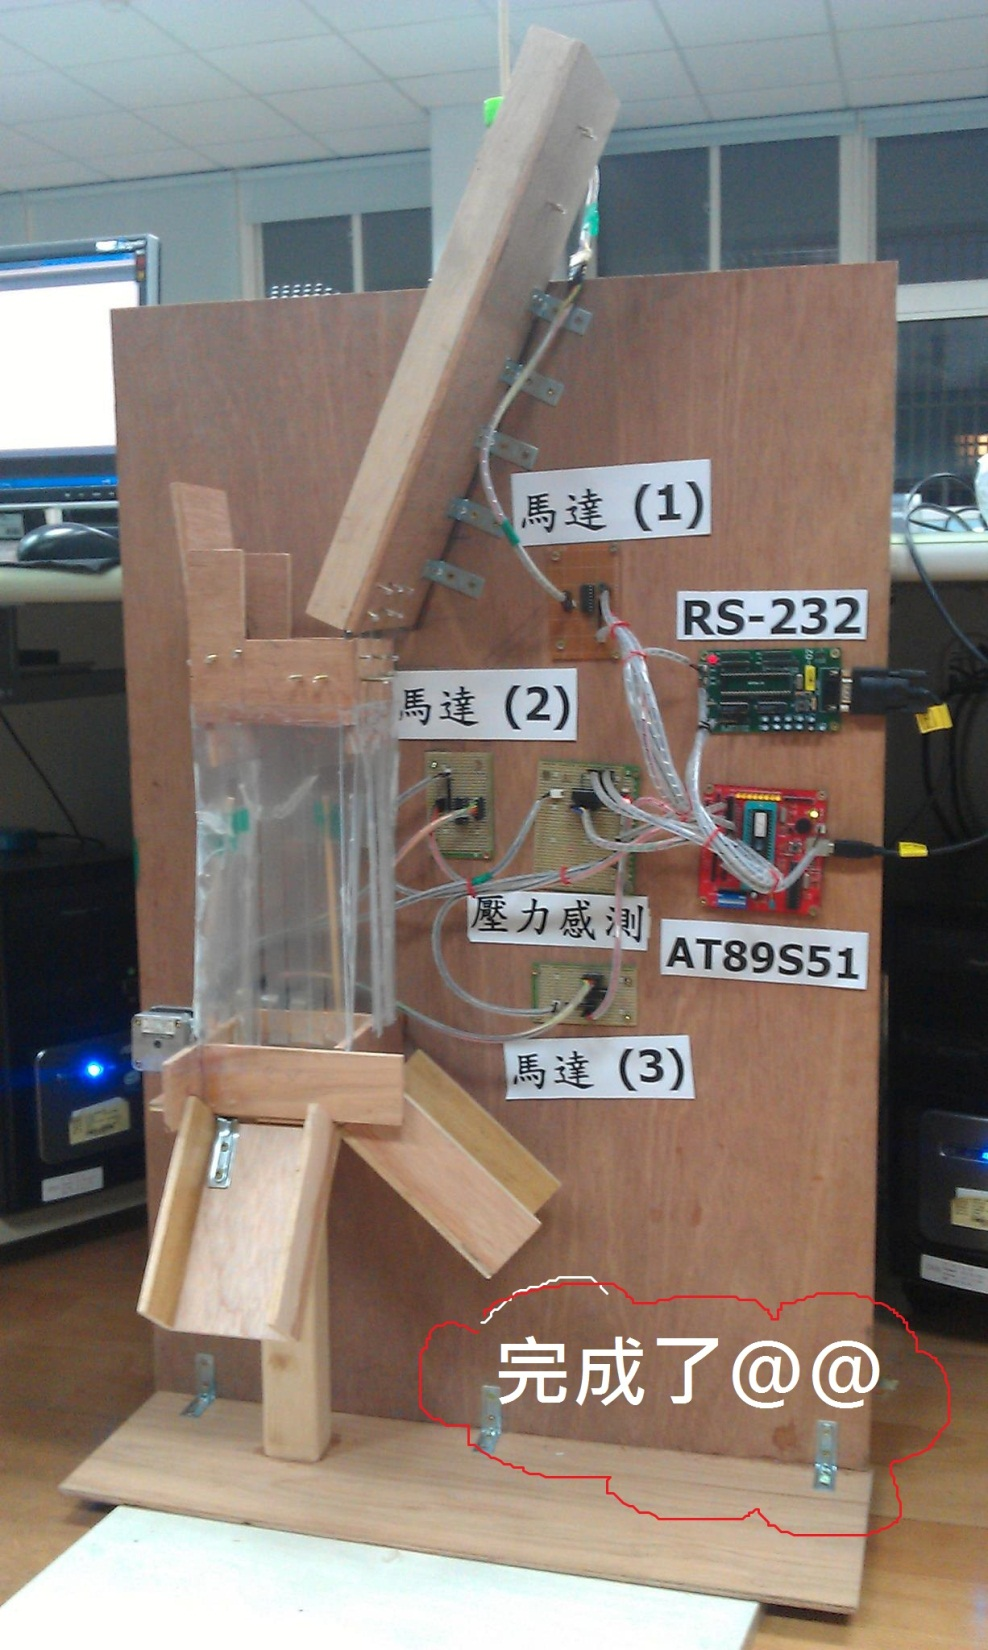 馬達 (1)
RS-232
馬達 (2)
壓力感測
AT89S51
馬達 (3)
完成了@@